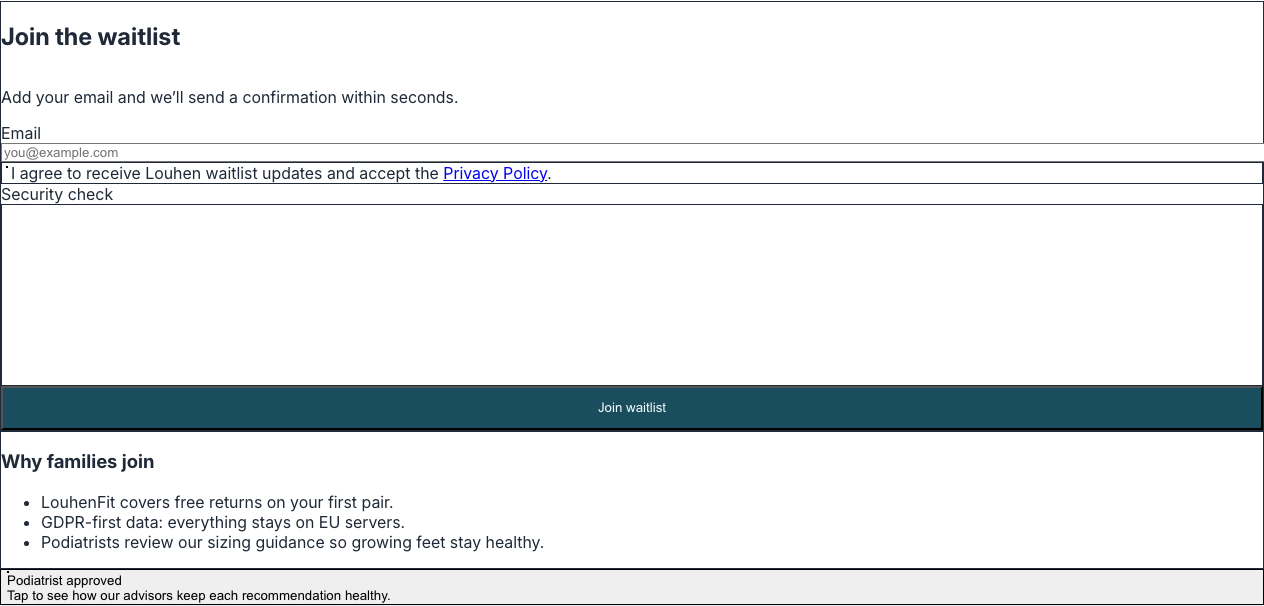 Join the waitlist
Add your email and we’ll send a confirmation within seconds.
Email
you@example.com
I agree to receive Louhen waitlist updates and accept the Privacy Policy.
Security check
Join waitlist
Why families join
• LouhenFit covers free returns on your first pair.
• GDPR-first data: everything stays on EU servers.
• Podiatrists review our sizing guidance so growing feet stay healthy.
Podiatrist approved
Tap to see how our advisors keep each recommendation healthy.